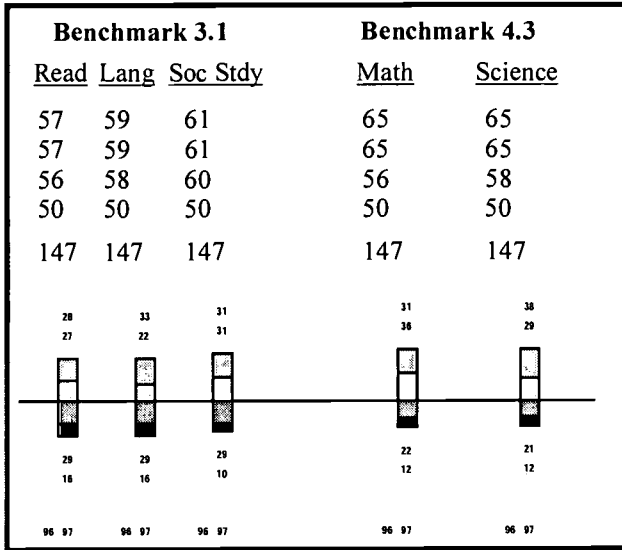 Benchmark 3.1 Benchmark 4.3
Read Lang Soc Stdy Math Science
57 59 61 65 65
57 59 61 65 65
56 58 60 56 58
50 50 50 50 50
147 147 147 147 147
28 33 31 31 38
27 22 31 36 29
29 29 29 22 21
16 16 10 12 12
96 97 96 97 96 97 96 97 96 97